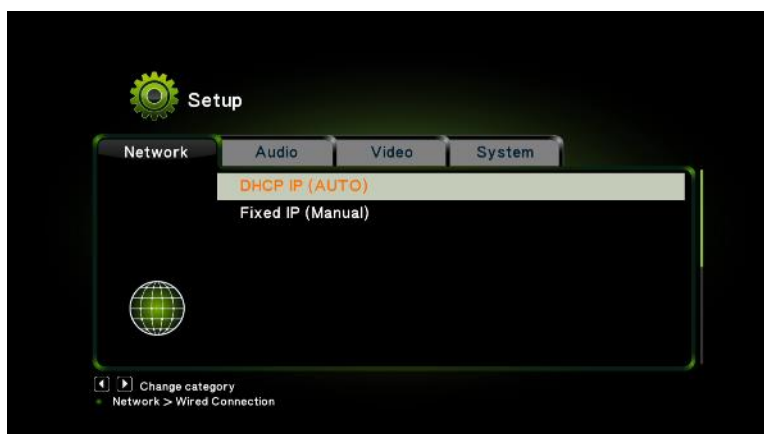 Setup
Network Audio Video System
DHCP IP (AUTO)
Fixed IP (Manual)
Change category
Network > Wired Connection